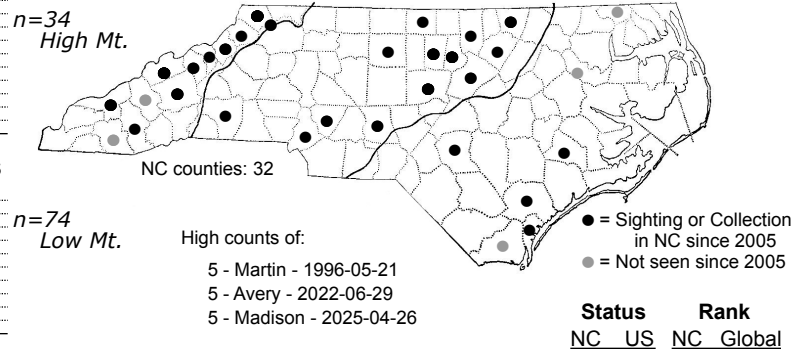 n=34
High Mt.
NC counties: 32
n=74
Low Mt.
High counts of:
5 - Martin - 1996-05-21
5 - Avery - 2022-06-29
5 - Madison - 2025-04-26
● = Sighting or Collection
in NC since 2005
● = Not seen since 2005
Status Rank
NC US NC Global